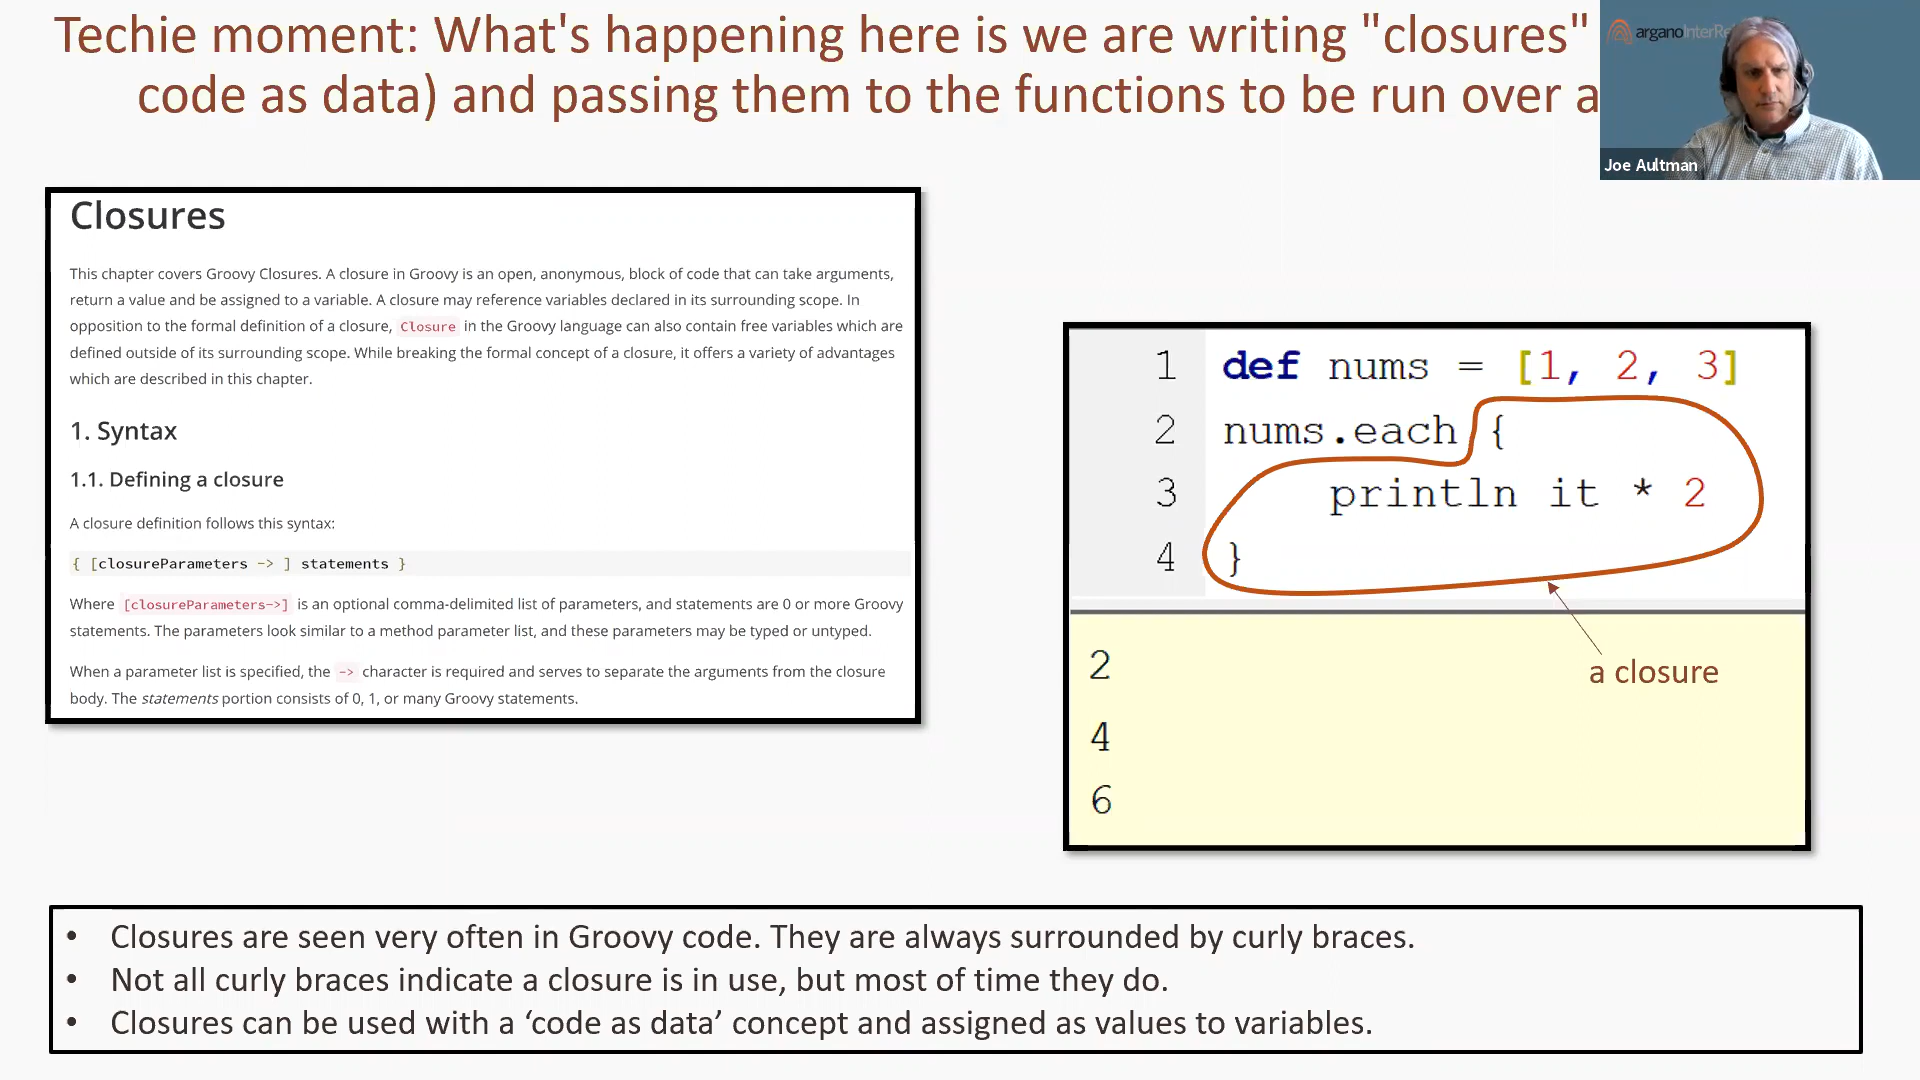 Techie moment: What's happening here is we are writing "closures"
code as data) and passing them to the functions to be run over a
arganoInterRe
Joe Aultman
Closures
This chapter covers Groovy Closures. A closure in Groovy is an open, anonymous, block of code that can take arguments,
return a value and be assigned to a variable. A closure may reference variables declared in its surrounding scope. In
opposition to the formal definition of a closure, Closure in the Groovy language can also contain free variables which are
defined outside of its surrounding scope. While breaking the formal concept of a closure, it offers a variety of advantages
which are described in this chapter.
1. Syntax
1.1. Defining a closure
A closure definition follows this syntax:
{ [closureParameters -> ] statements }
Where [closureParameters->] is an optional comma-delimited list of parameters, and statements are 0 or more Groovy
statements. The parameters look similar to a method parameter list, and these parameters may be typed or untyped.
When a parameter list is specified, the -> character is required and serves to separate the arguments from the closure
body. The statements portion consists of 0, 1, or many Groovy statements.
1 def nums = [1, 2, 3]
2 nums.each {
3 println it * 2
4 }
2
4
6
a closure
• Closures are seen very often in Groovy code. They are always surrounded by curly braces.
• Not all curly braces indicate a closure is in use, but most of time they do.
• Closures can be used with a ‘code as data’ concept and assigned as values to variables.